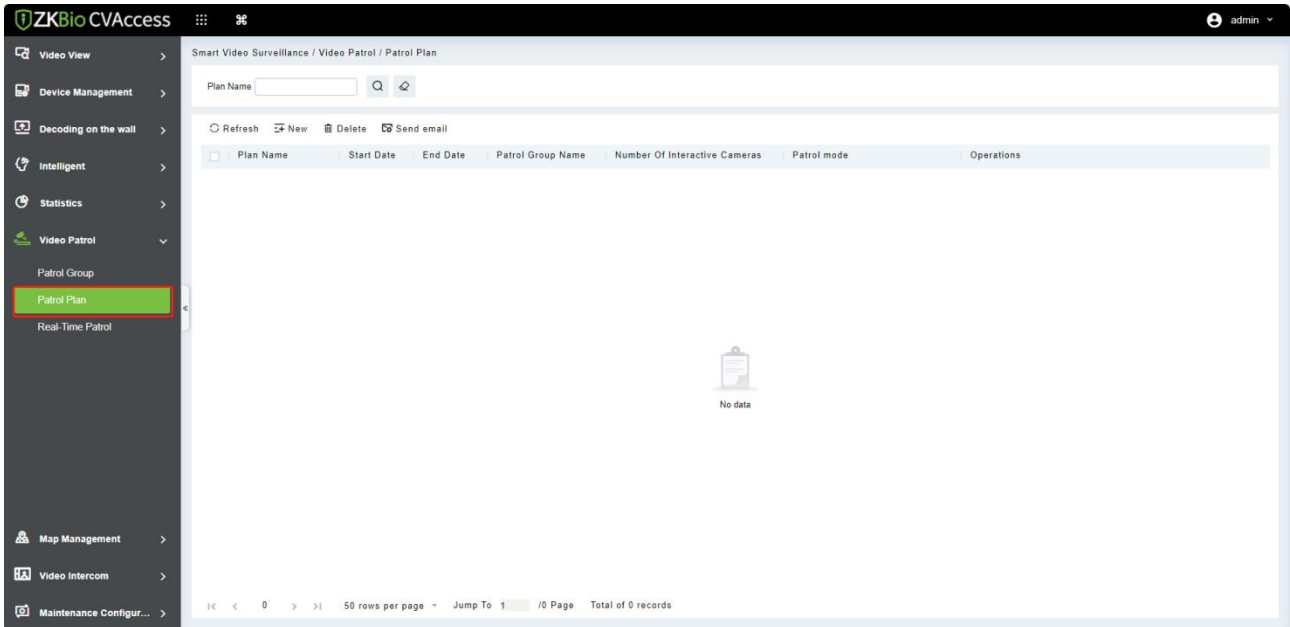 ZKBio CVAccess
admin
Video View
Device Management
Decoding on the wall
Intelligent
Statistics
Video Patrol
Patrol Group
Patrol Plan
Real-Time Patrol
Map Management
Video Intercom
Maintenance Configur...
Smart Video Surveillance / Video Patrol / Patrol Plan
Plan Name
Refresh New Delete Send email
Plan Name Start Date End Date Patrol Group Name Number Of Interactive Cameras Patrol mode Operations
No data
0 50 rows per page Jump To 1 /0 Page Total of 0 records